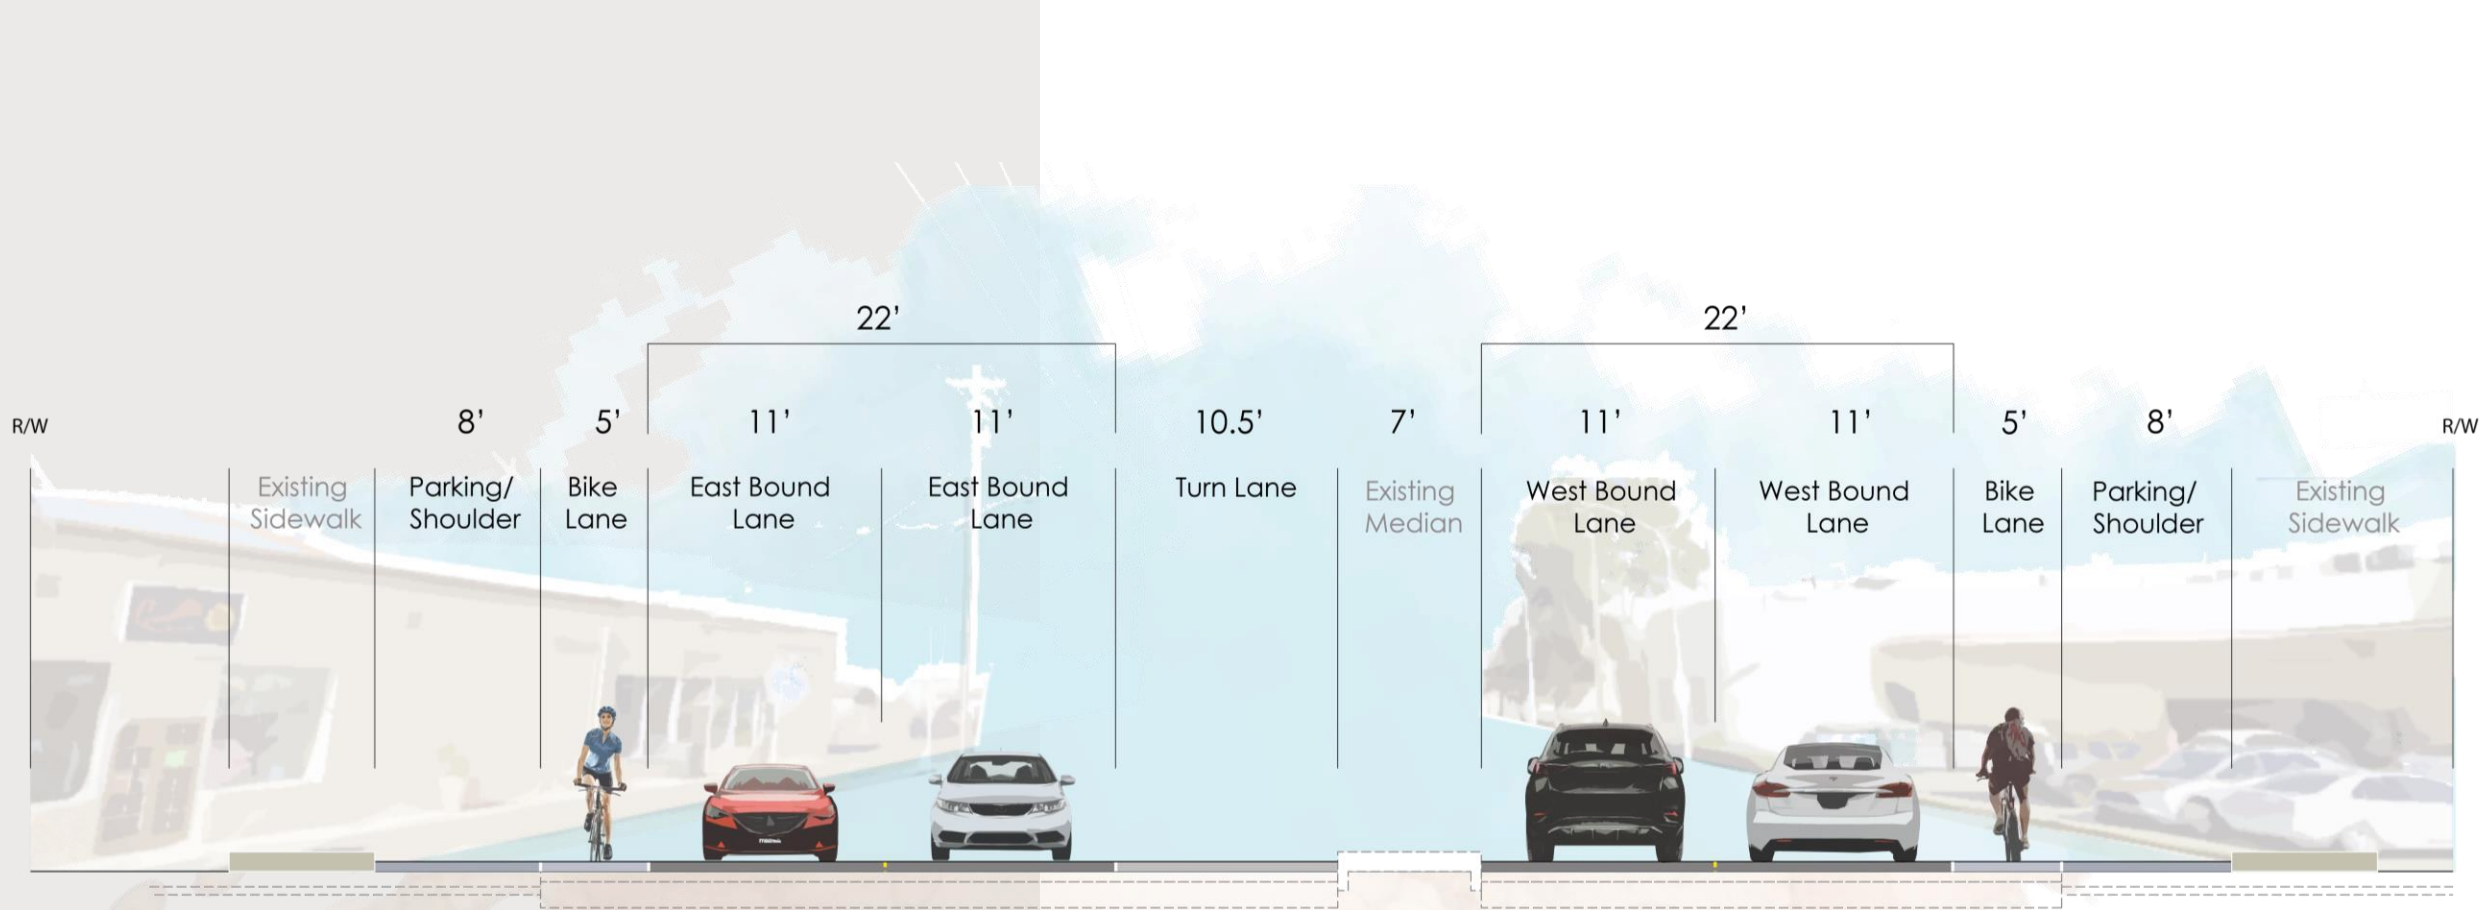 22’
22’
R/W
8’
5’
11’
11’
10.5’
7’
11’
11’
5’
8’
R/W
Existing
Sidewalk
Parking/
Shoulder
Bike
Lane
East Bound
Lane
East Bound
Lane
Turn Lane
Existing
Median
West Bound
Lane
West Bound
Lane
Bike
Lane
Parking/
Shoulder
Existing
Sidewalk